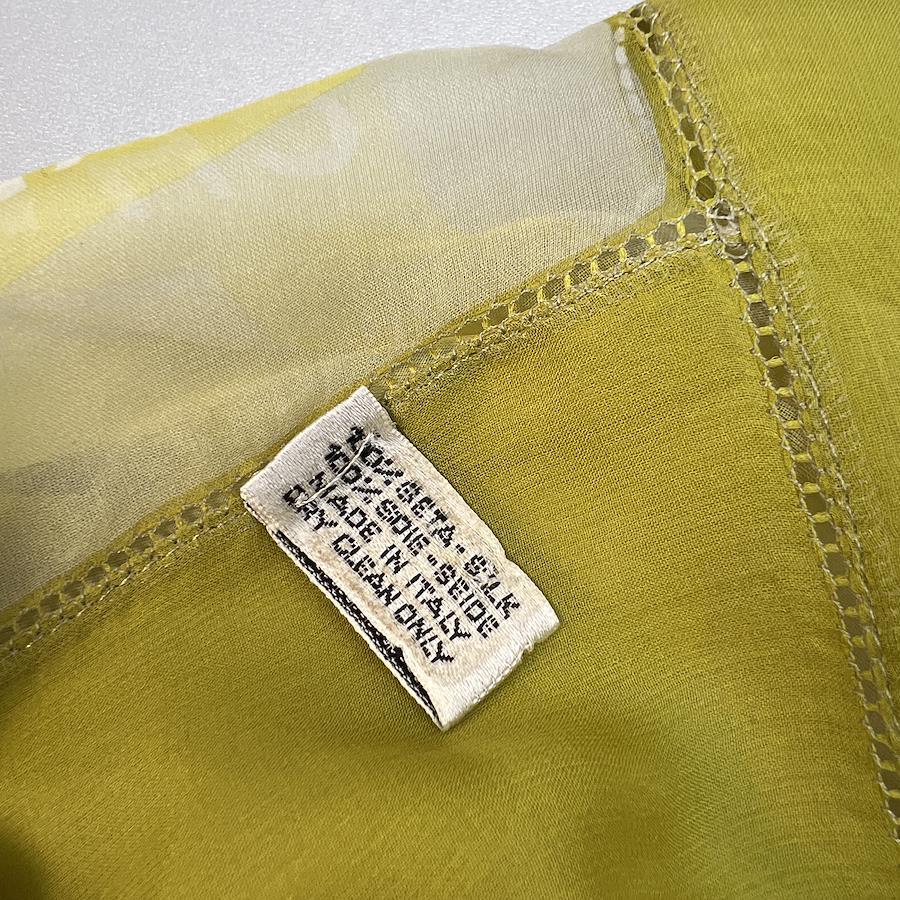 100% SETA · SILK
100% SOIE · SEIDE
MADE IN ITALY
DRY CLEAN ONLY